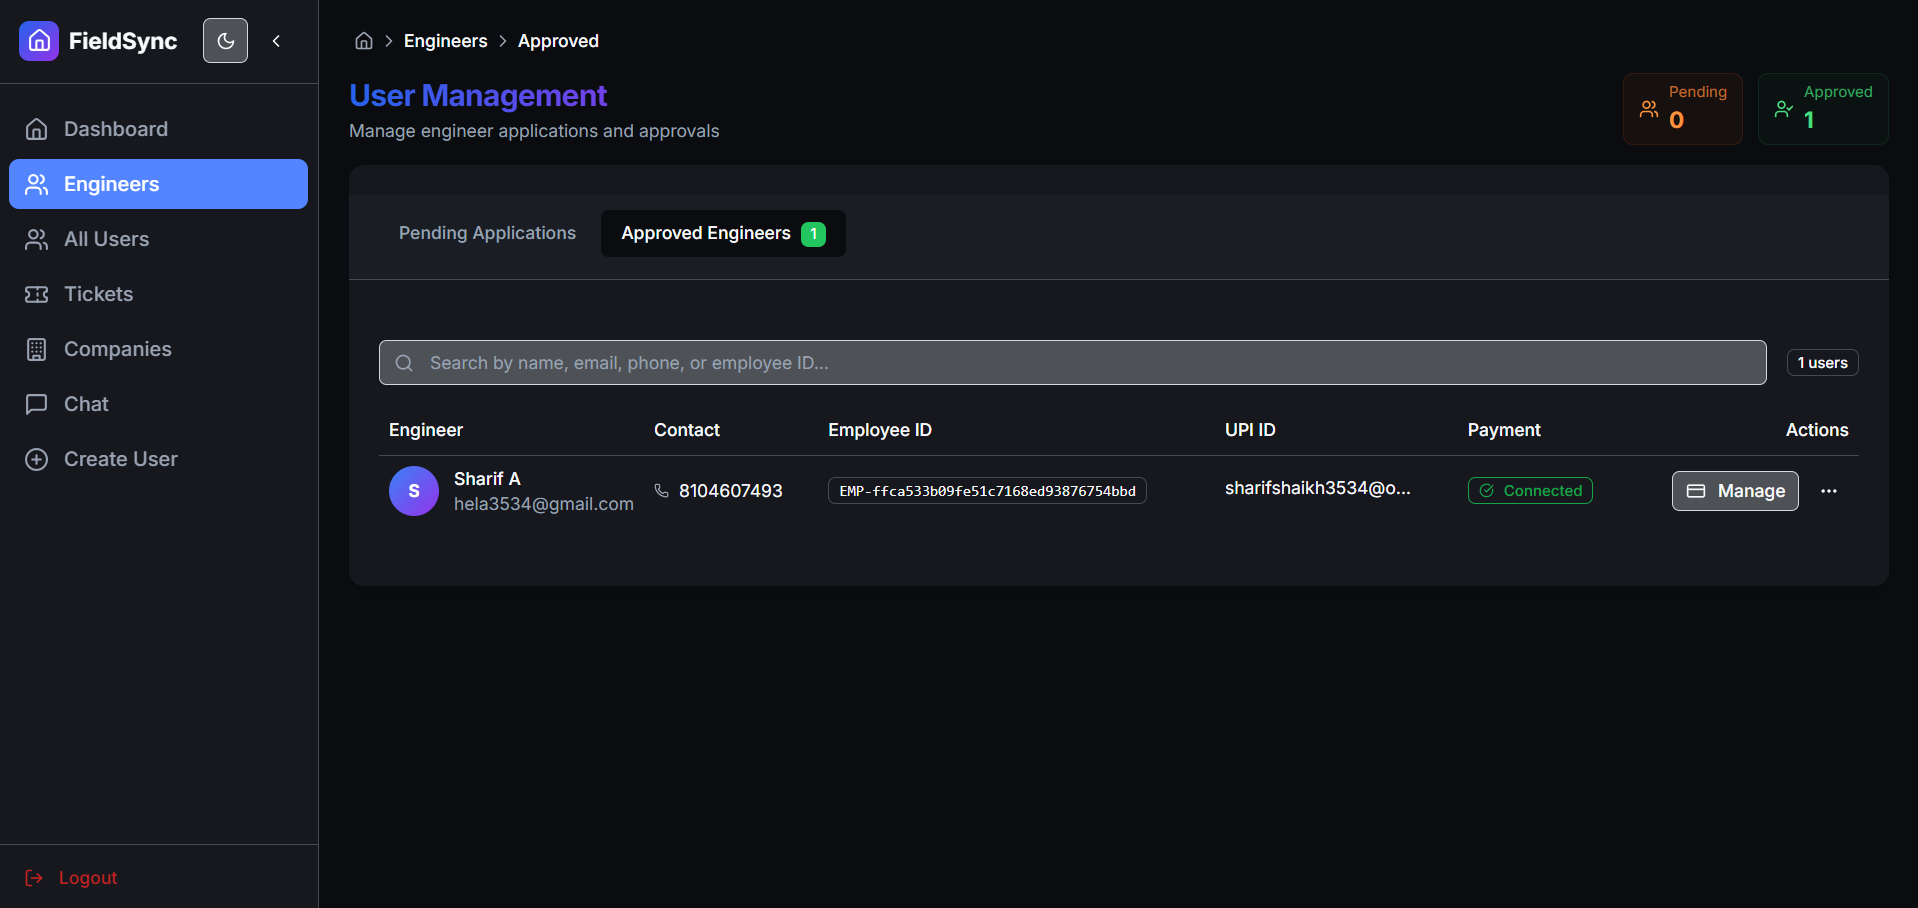 FieldSync
Dashboard
Engineers
All Users
Tickets
Companies
Chat
Create User
Logout
Engineers
Approved
User Management
Manage engineer applications and approvals
Pending
0
Approved
1
Pending Applications
Approved Engineers 1
Search by name, email, phone, or employee ID...
1 users
Engineer Contact Employee ID UPI ID Payment Actions
S
Sharif A
hela3534@gmail.com
8104607493
EMP-ffca533b09fe51c7168ed93876754bbd
sharifshaikh3534@o...
Connected
Manage